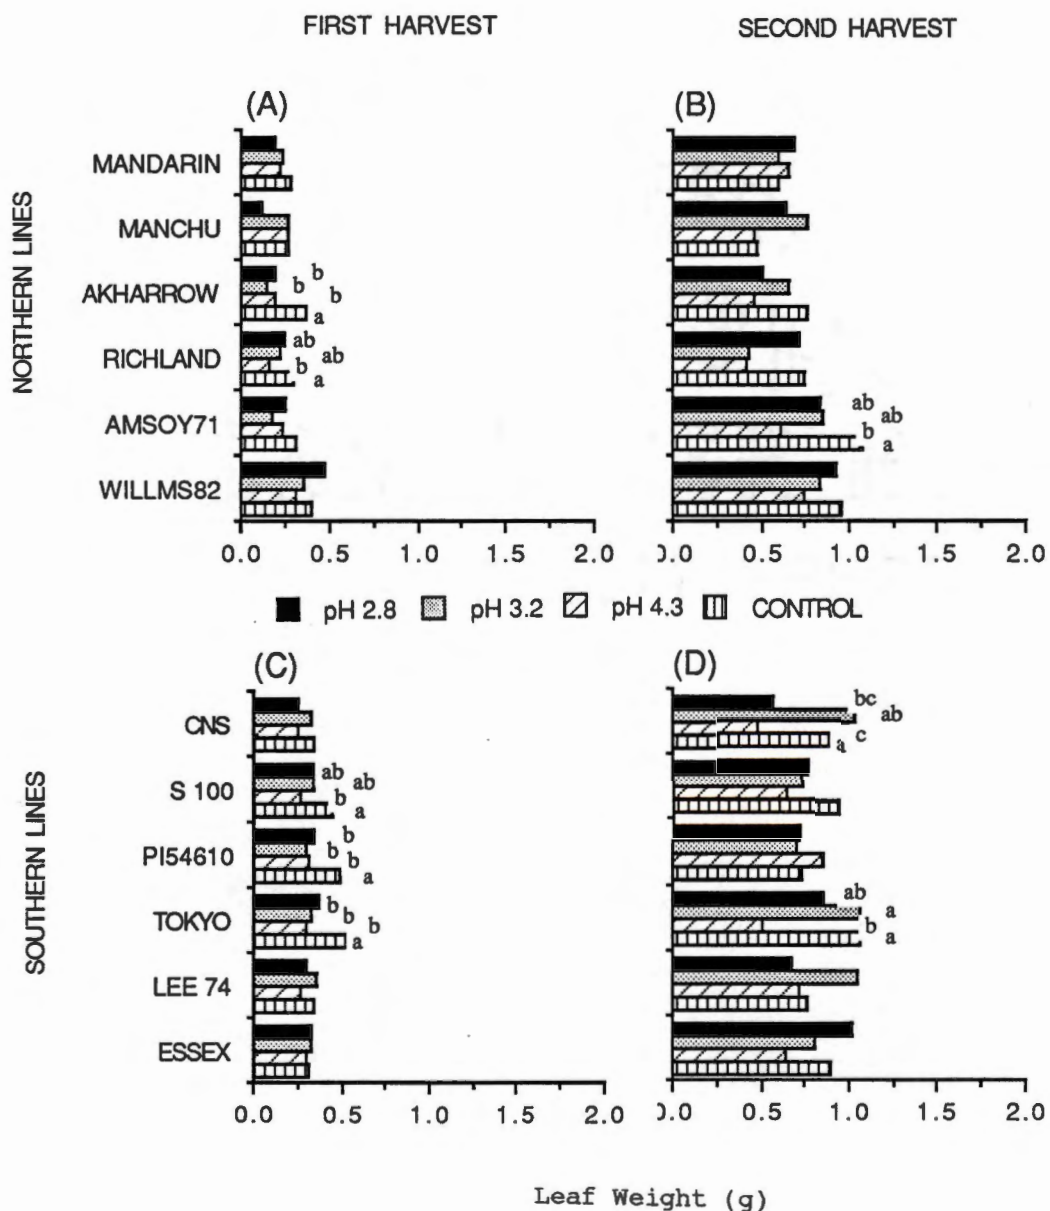 FIRST HARVEST
SECOND HARVEST
NORTHERN LINES
(A)
MANDARIN
MANCHU
AKHARROW
b
b
b
a
RICHLAND
ab
ab
b
a
AMSOY71
WILLMS82
0.0 0.5 1.0 1.5 2.0
(B)
ab
ab
b
a
0.0 0.5 1.0 1.5 2.0
pH 2.8 pH 3.2 pH 4.3 CONTROL
SOUTHERN LINES
(C)
CNS
S 100
ab
ab
b
a
PI54610
b
b
b
a
TOKYO
b
b
b
a
LEE 74
ESSEX
0.0 0.5 1.0 1.5 2.0
(D)
bc
ab
c
a
ab
a
b
a
0.0 0.5 1.0 1.5 2.0
Leaf Weight (g)